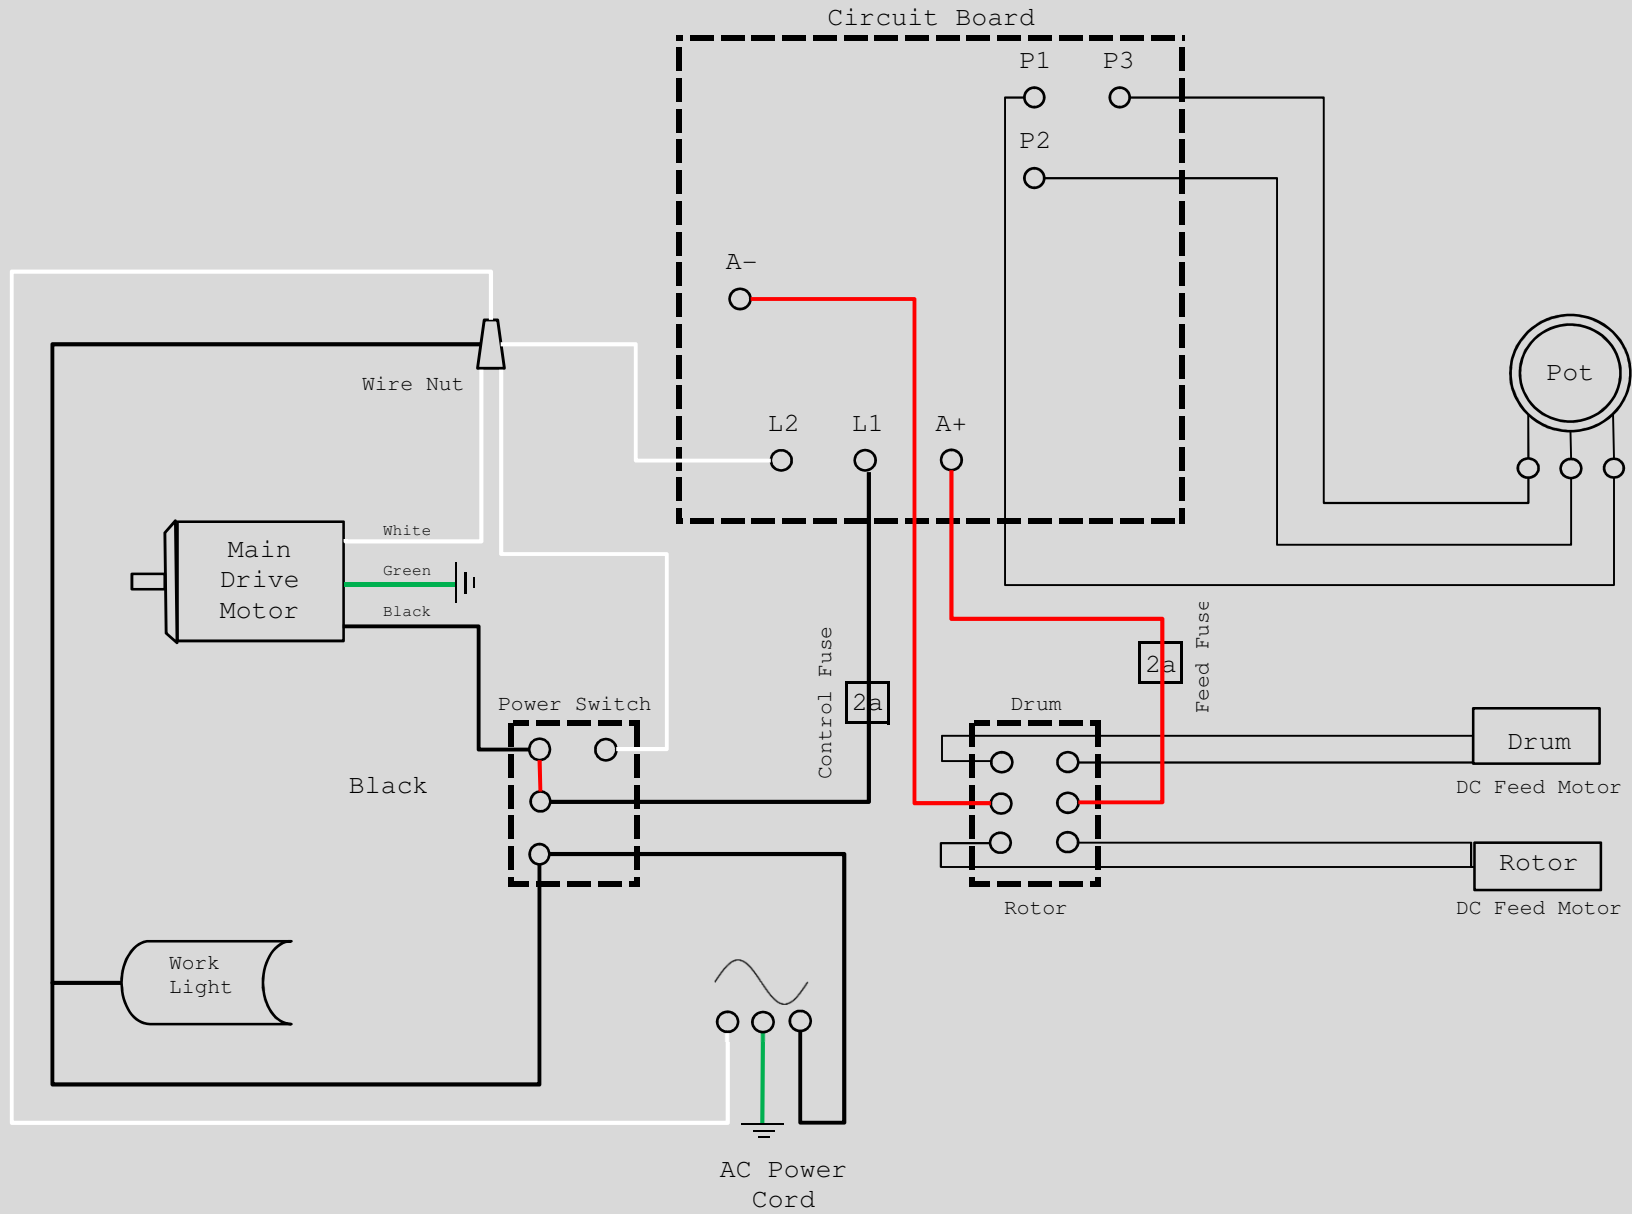 Circuit Board
P1
P3
P2
A-
L2
L1
A+
Pot
Wire Nut
White
Green
Black
Main
Drive
Motor
Control Fuse
2a
Feed Fuse
2a
Power Switch
Black
Drum
Rotor
Drum
DC Feed Motor
Rotor
DC Feed Motor
Work
Light
AC Power
Cord